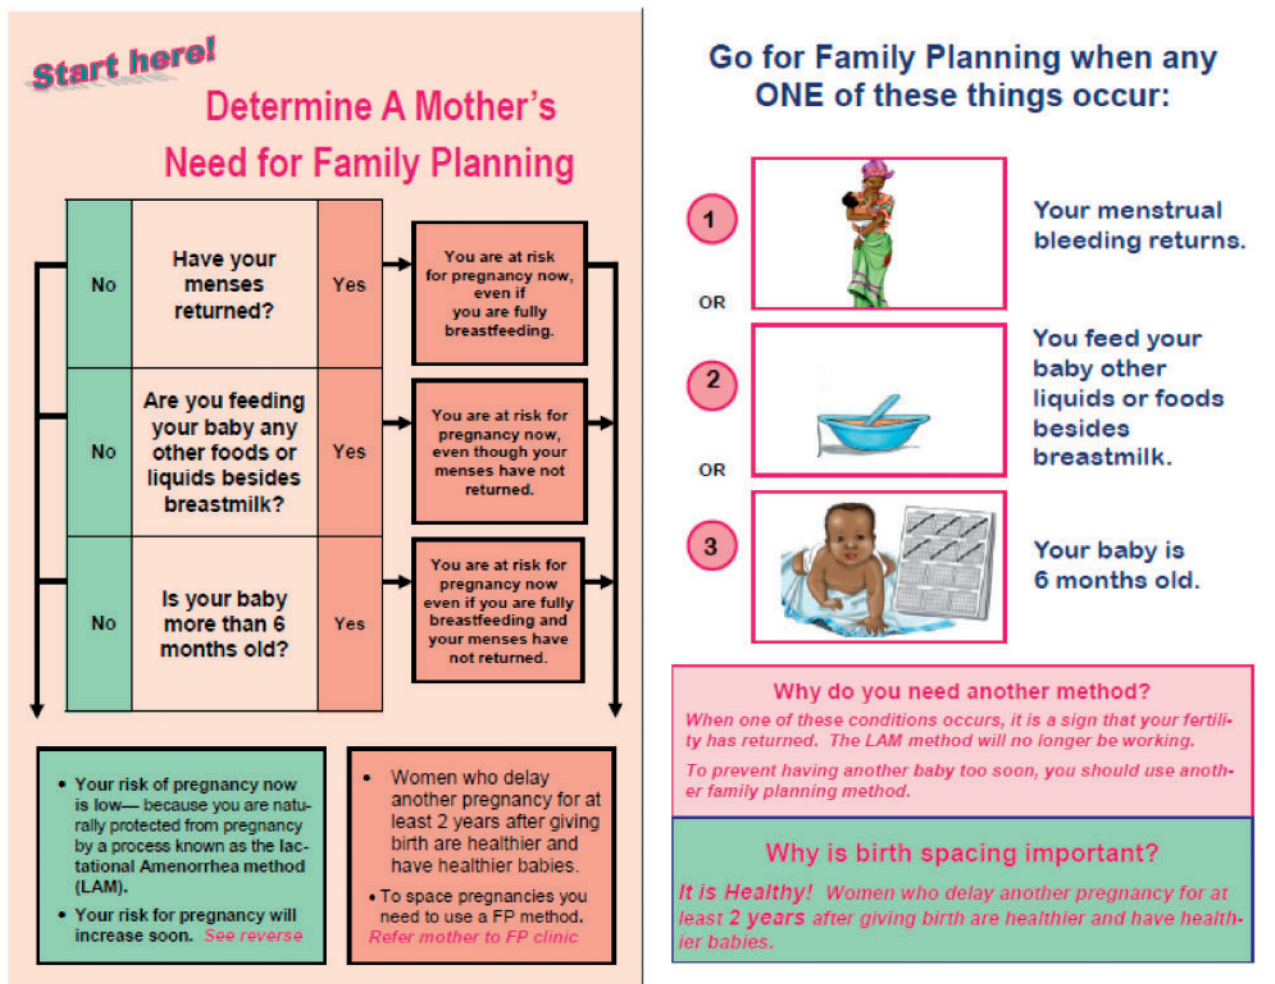 Start here!
Determine A Mother's
Need for Family Planning
No
Have your
menses
returned?
Yes
You are at risk
for pregnancy now,
even if
you are fully
breastfeeding.
No
Are you feeding
your baby any
other foods or
liquids besides
breastmilk?
Yes
You are at risk for
pregnancy now,
even though your
menses have not
returned.
No
Is your baby
more than 6
months old?
Yes
You are at risk for
pregnancy now
even if you are fully
breastfeeding and
your menses have
not returned.
• Your risk of pregnancy now
is low— because you are natu-
rally protected from pregnancy
by a process known as the lac-
tational Amenorrhea method
(LAM).
• Your risk for pregnancy will
increase soon. See reverse
• Women who delay
another pregnancy for at
least 2 years after giving
birth are healthier and
have healthier babies.
• To space pregnancies you
need to use a FP method.
Refer mother to FP clinic
Go for Family Planning when any
ONE of these things occur:
1
Your menstrual
bleeding returns.
OR
2
You feed your
baby other
liquids or foods
besides
breastmilk.
OR
3
Your baby is
6 months old.
Why do you need another method?
When one of these conditions occurs, it is a sign that your fertili-
ty has returned. The LAM method will no longer be working.
To prevent having another baby too soon, you should use anoth-
er family planning method.
Why is birth spacing important?
It is Healthy! Women who delay another pregnancy for at
least 2 years after giving birth are healthier and have health-
ier babies.